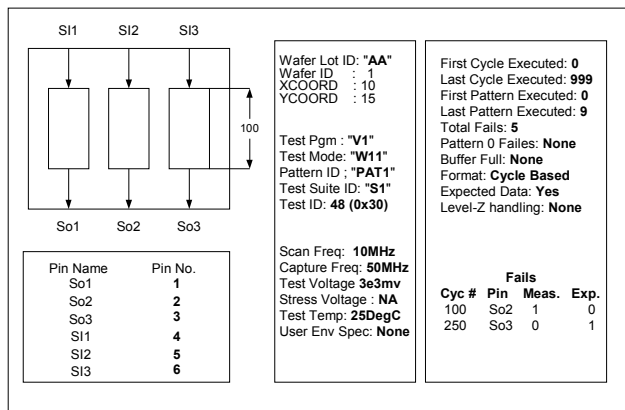 SI1 SI2 SI3
100
So1 So2 So3
Pin Name Pin No.
So1 1
So2 2
So3 3
SI1 4
SI2 5
SI3 6
Wafer Lot ID: "AA"
Wafer ID : 1
XCOORD : 10
YCOORD : 15
Test Pgm : "V1"
Test Mode: "W11"
Pattern ID ; "PAT1"
Test Suite ID: "S1"
Test ID: 48 (0x30)
Scan Freq: 10MHz
Capture Freq: 50MHz
Test Voltage 3e3mv
Stress Voltage : NA
Test Temp: 25DegC
User Env Spec: None
First Cycle Executed: 0
Last Cycle Executed: 999
First Pattern Executed: 0
Last Pattern Executed: 9
Total Fails: 5
Pattern 0 Failes: None
Buffer Full: None
Format: Cycle Based
Expected Data: Yes
Level-Z handling: None
Fails
Cyc # Pin Meas. Exp.
100 So2 1 0
250 So3 0 1